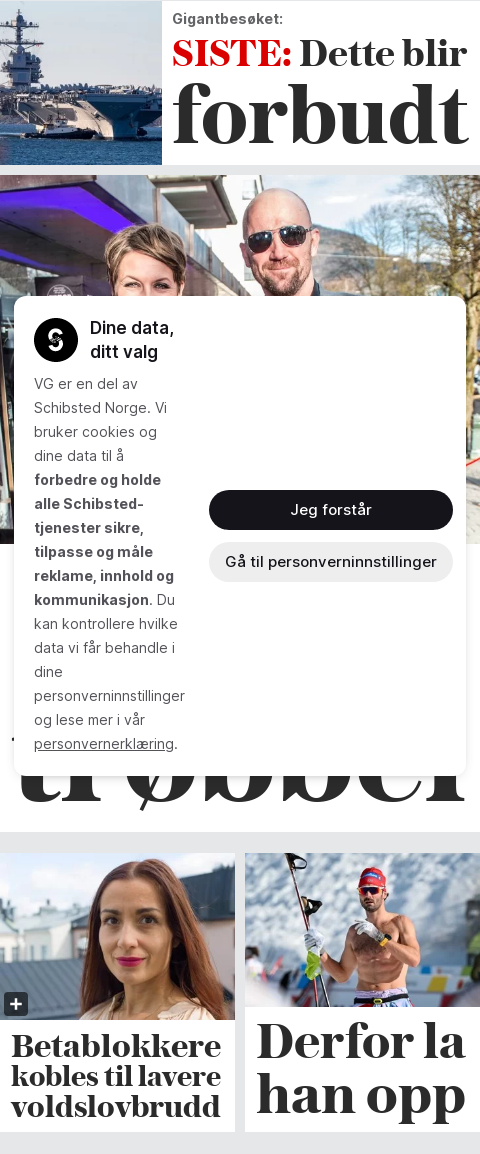 Gigantbesøket:
SISTE: Dette blir
forbudt
Dine data,
ditt valg
VG er en del av
Schibsted Norge. Vi
bruker cookies og
dine data til å
forbedre og holde
alle Schibsted-
tjenester sikre,
tilpasse og måle
reklame, innhold og
kommunikasjon. Du
kan kontrollere hvilke
data vi får behandle i
dine
personverninnstillinger
og lese mer i vår
personvernerklæring.
Jeg forstår
Gå til personverninnstillinger
trøbbel
Betablokkere
kobles til lavere
voldslovbrudd
Derfor la
han opp